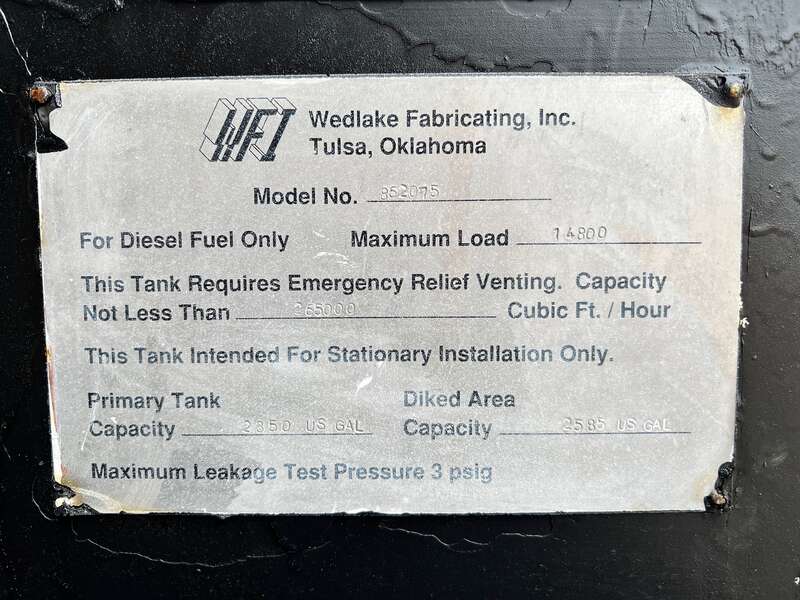 WFI Wedlake Fabricating, Inc.
Tulsa, Oklahoma
Model No. 852075
For Diesel Fuel Only Maximum Load 14800
This Tank Requires Emergency Relief Venting. Capacity
Not Less Than 265000 Cubic Ft. / Hour
This Tank Intended For Stationary Installation Only.
Primary Tank Diked Area
Capacity 2350 US GAL Capacity 2585 US GAL
Maximum Leakage Test Pressure 3 psig